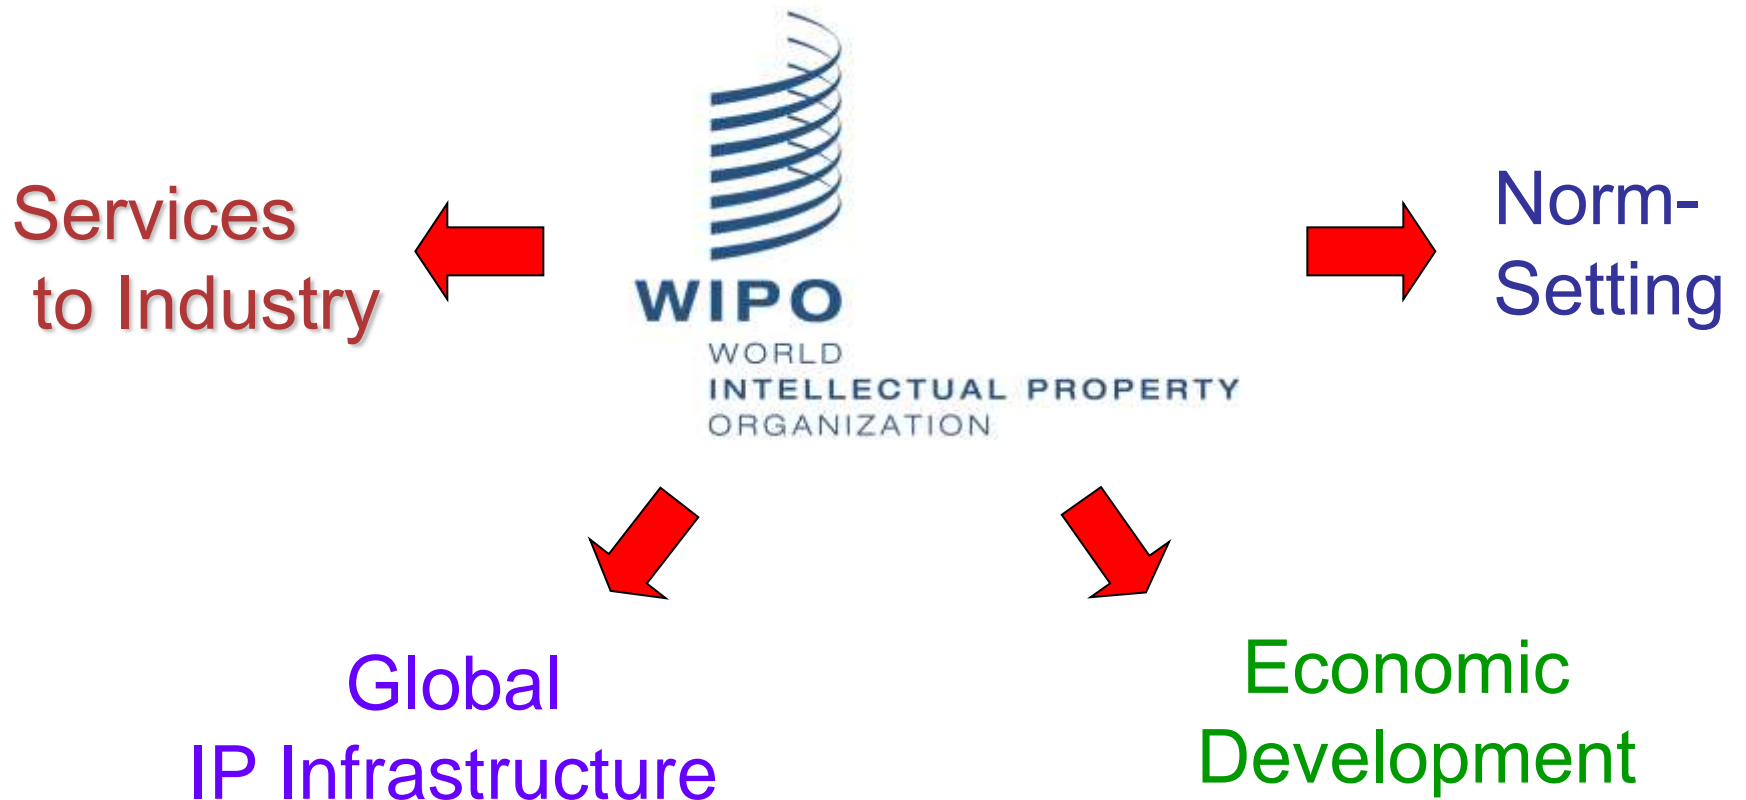 Services
to Industry
WIPO
WORLD
INTELLECTUAL PROPERTY
ORGANIZATION
Norm-
Setting
Global
IP Infrastructure
Economic
Development